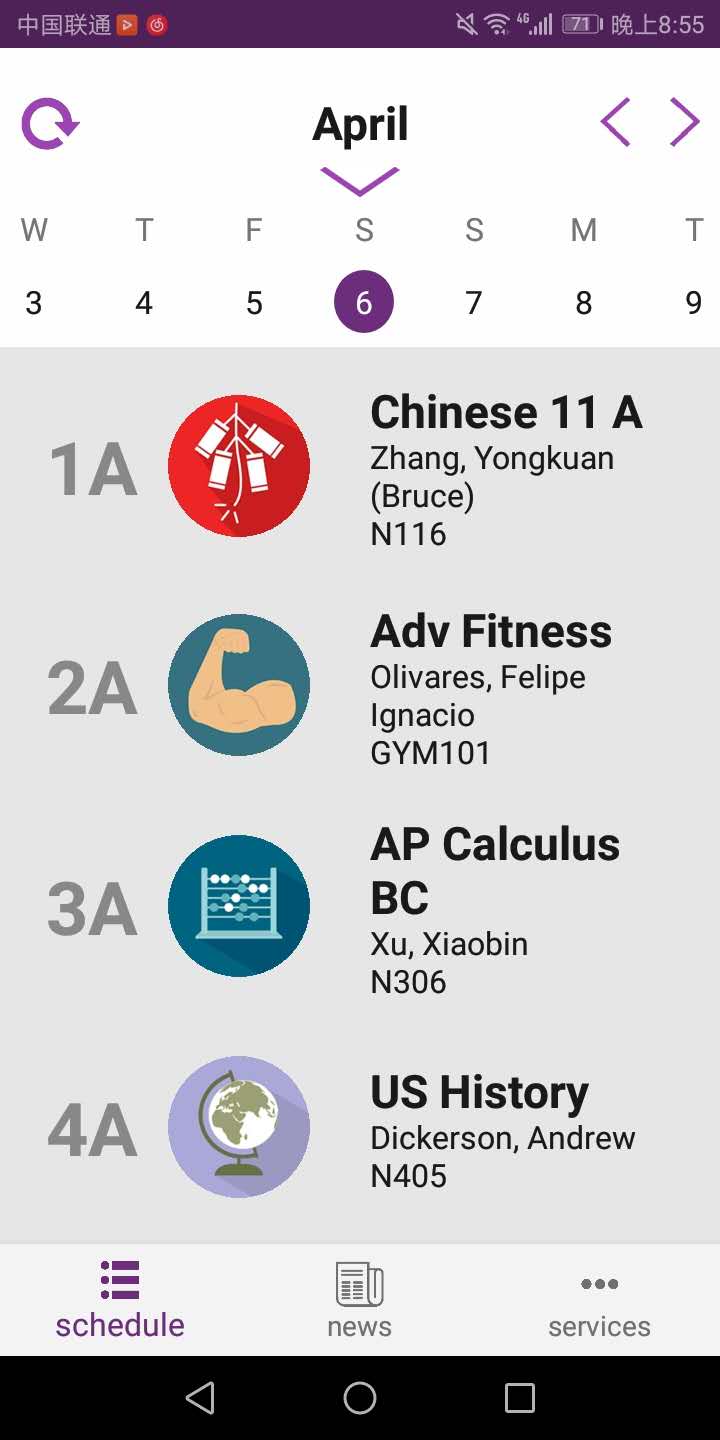 中国联通 4G 71 晚上8:55
April
W T F S S M T
3 4 5 6 7 8 9
1A
Chinese 11 A
Zhang, Yongkuan
(Bruce)
N116
2A
Adv Fitness
Olivares, Felipe
Ignacio
GYM101
3A
AP Calculus
BC
Xu, Xiaobin
N306
4A
US History
Dickerson, Andrew
N405
schedule news services